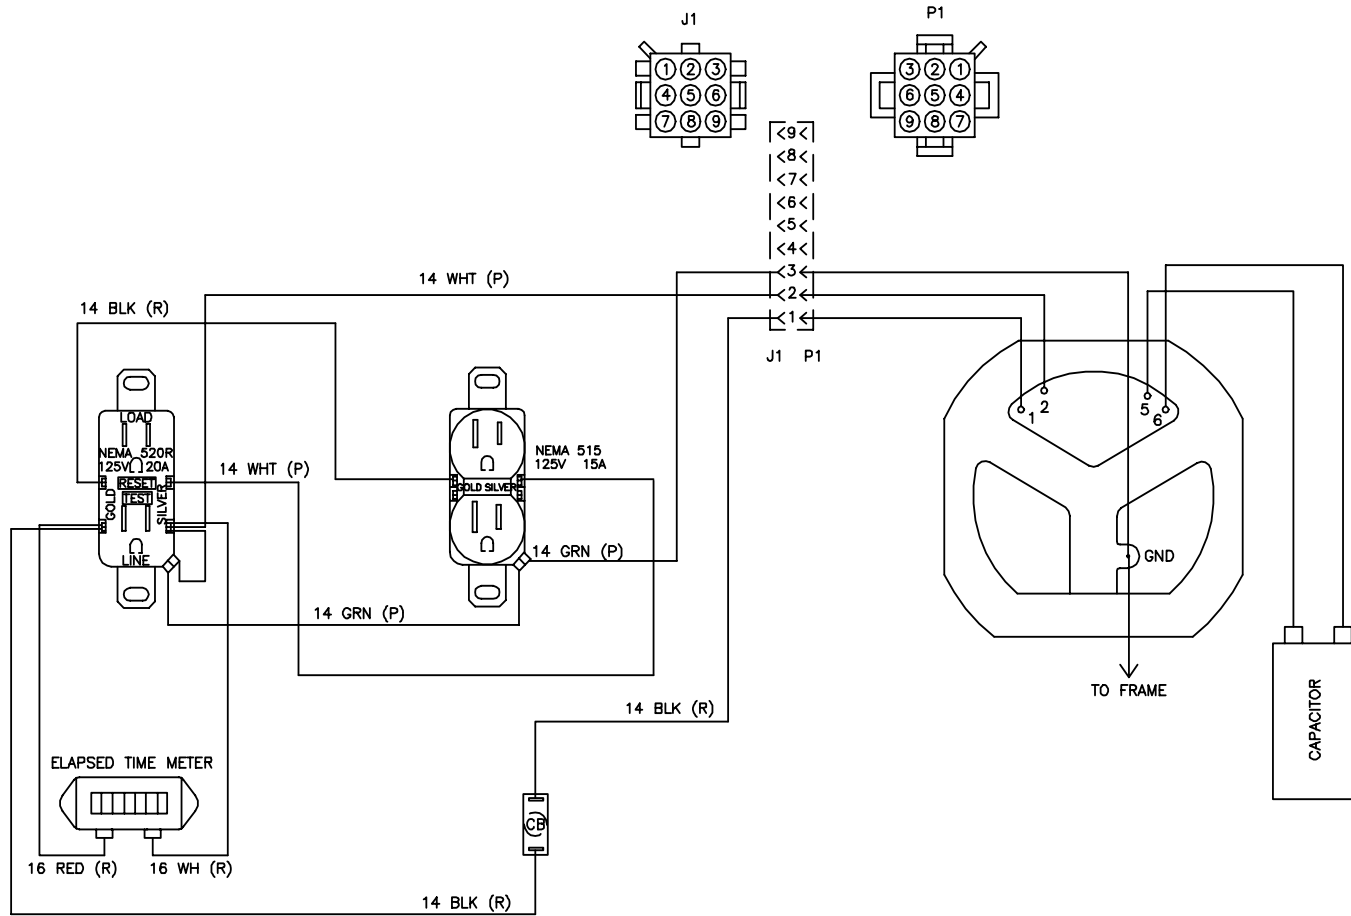 J1
P1
1 2 3
4 5 6
7 8 9
3 2 1
6 5 4
9 8 7
9
8
7
6
5
4
3
2
1
J1 P1
14 WHT (P)
14 BLK (R)
LOAD
NEMA 520R
125V 20A
RESET
TEST
GOLD
SILVER
LINE
14 WHT (P)
NEMA 515
125V 15A
GOLD SILVER
14 GRN (P)
14 GRN (P)
1
2
5
6
GND
TO FRAME
CAPACITOR
14 BLK (R)
CB
ELAPSED TIME METER
16 RED (R)
16 WH (R)
14 BLK (R)